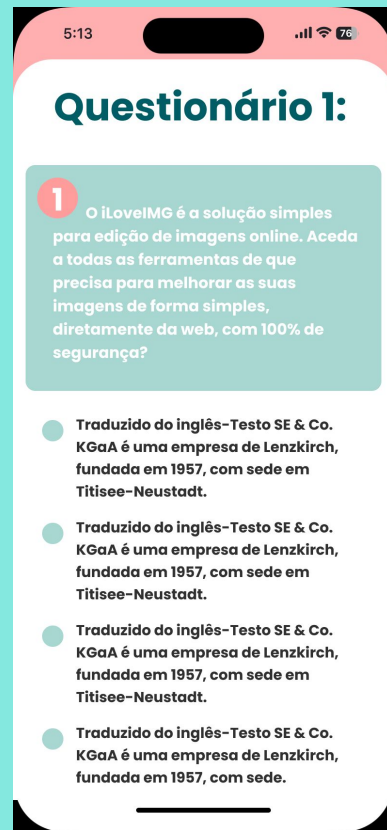 5:13
76
Questionário 1:
1
O iLoveIMG é a solução simples
para edição de imagens online. Aceda
a todas as ferramentas de que
precisa para melhorar as suas
imagens de forma simples,
diretamente da web, com 100% de
segurança?
Traduzido do inglês-Testo SE & Co.
KGaA é uma empresa de Lenzkirch,
fundada em 1957, com sede em
Titisee-Neustadt.
Traduzido do inglês-Testo SE & Co.
KGaA é uma empresa de Lenzkirch,
fundada em 1957, com sede em
Titisee-Neustadt.
Traduzido do inglês-Testo SE & Co.
KGaA é uma empresa de Lenzkirch,
fundada em 1957, com sede em
Titisee-Neustadt.
Traduzido do inglês-Testo SE & Co.
KGaA é uma empresa de Lenzkirch,
fundada em 1957, com sede.